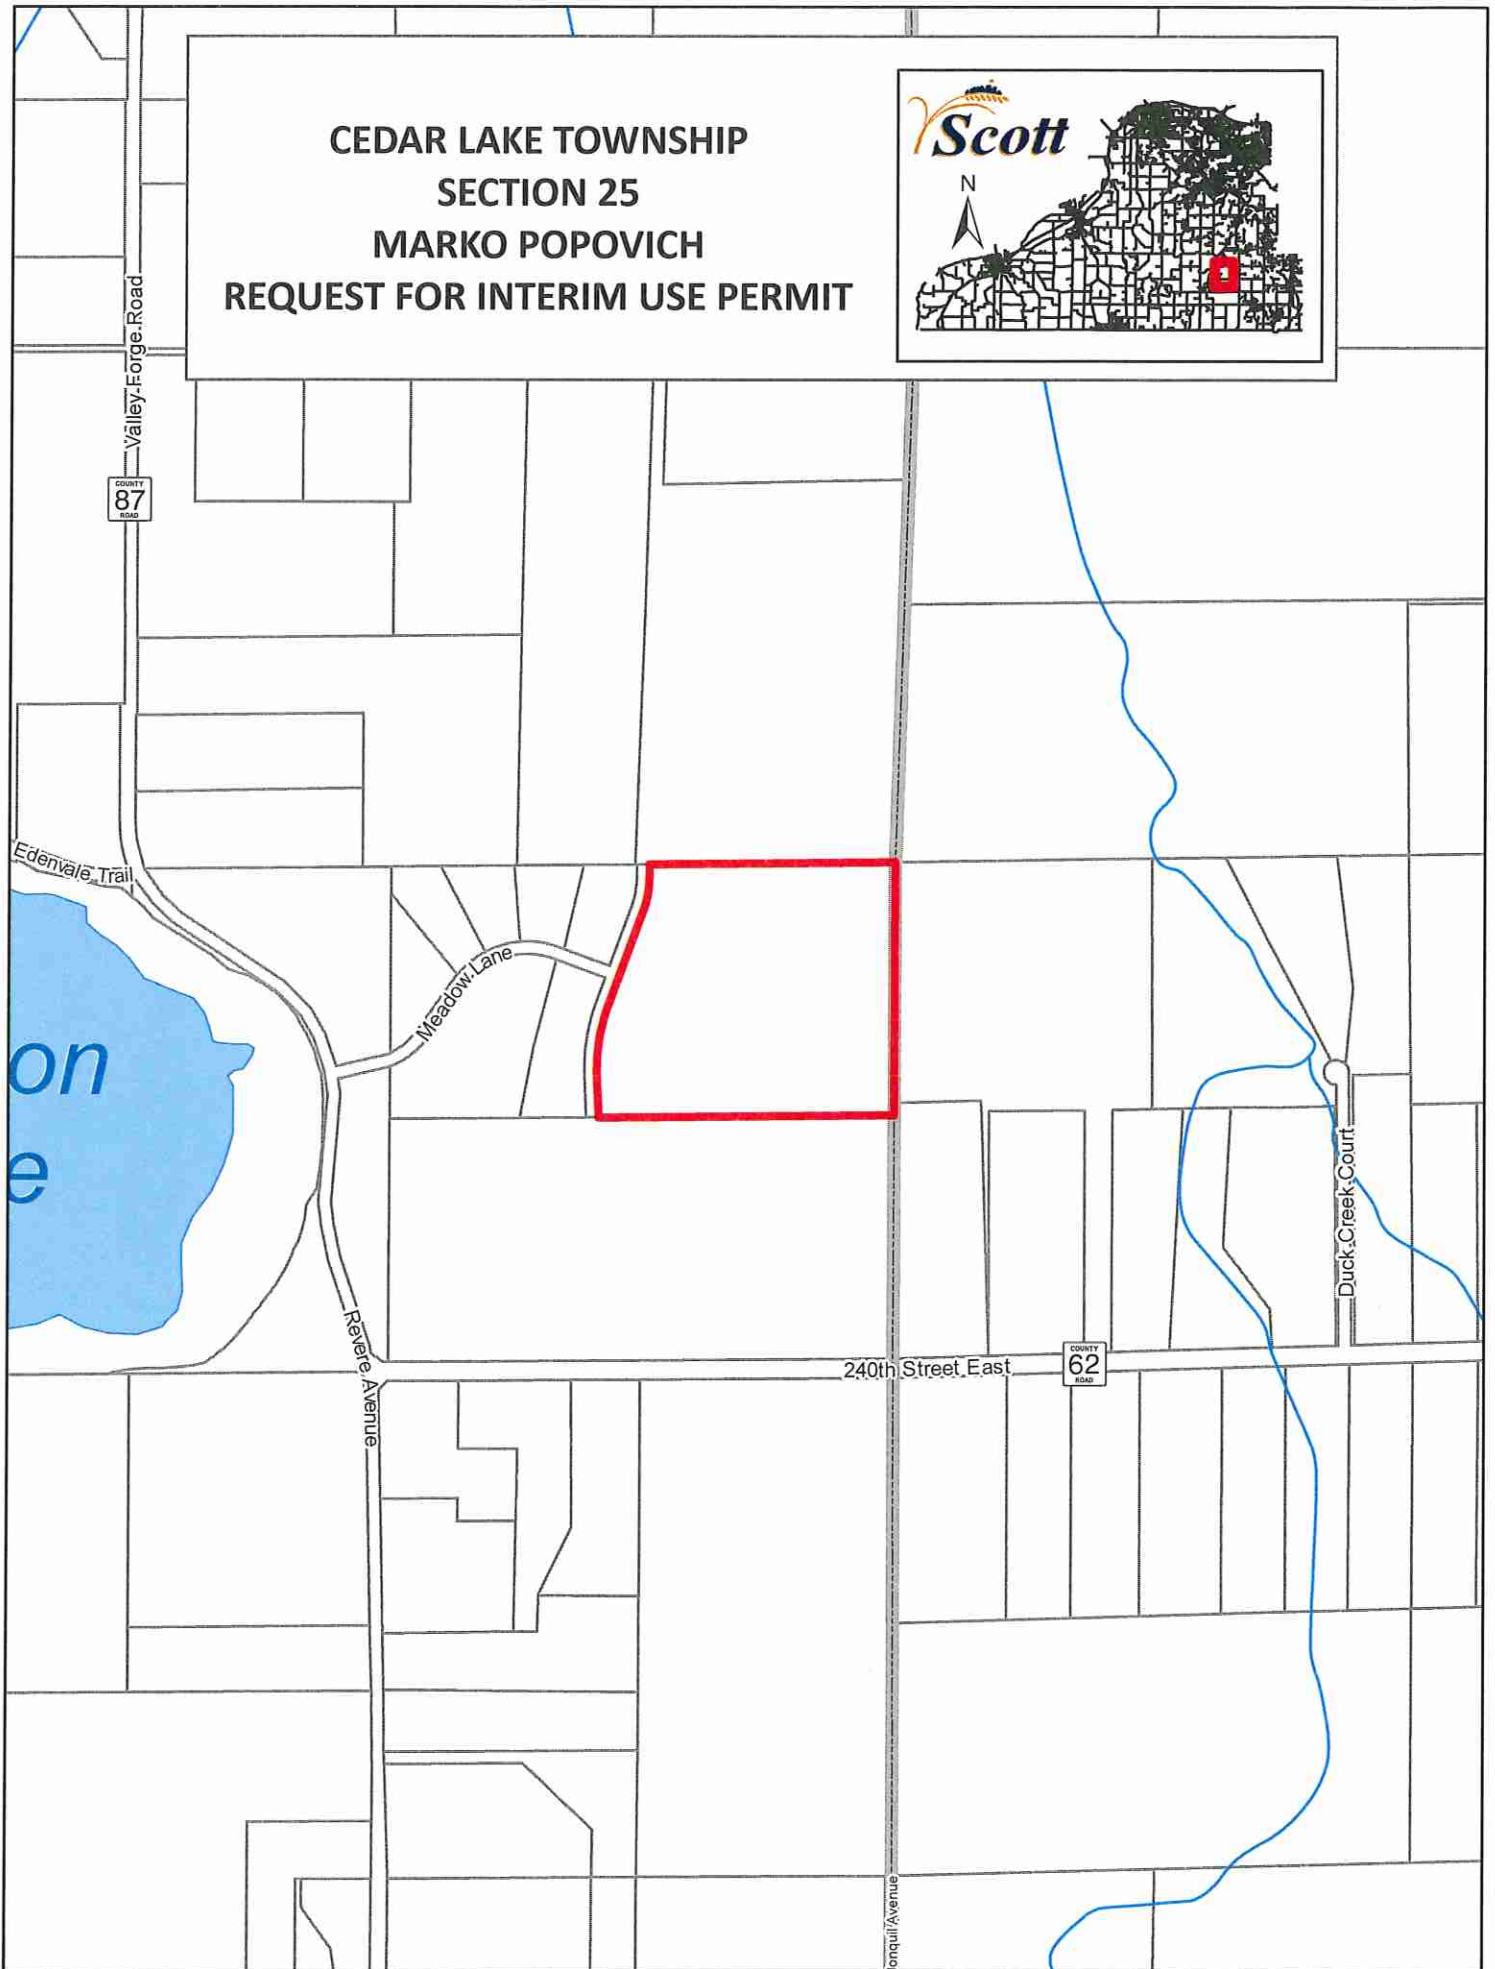 CEDAR LAKE TOWNSHIP
SECTION 25
MARKO POPOVICH
REQUEST FOR INTERIM USE PERMIT
Scott
N
Valley Forge Road
COUNTY
87
ROAD
Edenvale Trail
Meadow Lane
on
e
Duck Creek Court
Revere Avenue
240th Street East
COUNTY
62
ROAD
Jonquil Avenue